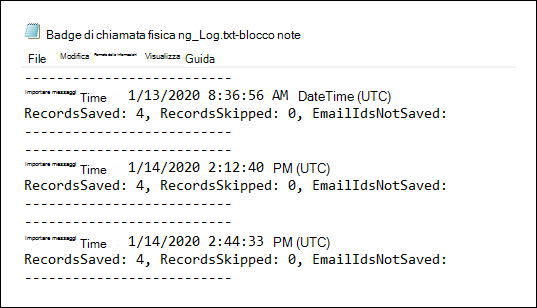 Badge di chiamata fisica ng_Log.txt-blocco note
File Modifica Formato delle informazioni Visualizza Guida
--------------------------
Importare messaggi Time 1/13/2020 8:36:56 AM DateTime (UTC)
RecordsSaved: 4, RecordsSkipped: 0, EmailIdsNotSaved:
--------------------------
--------------------------
Importare messaggi Time 1/14/2020 2:12:40 PM (UTC)
RecordsSaved: 4, RecordsSkipped: 0, EmailIdsNotSaved:
--------------------------
--------------------------
Importare messaggi Time 1/14/2020 2:44:33 PM (UTC)
RecordsSaved: 4, RecordsSkipped: 0, EmailIdsNotSaved:
--------------------------